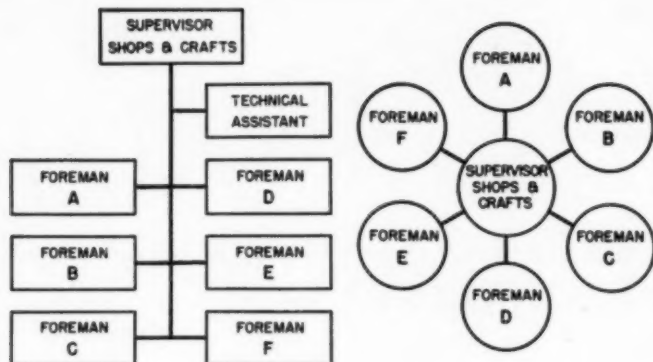 SUPERVISOR
SHOPS & CRAFTS
TECHNICAL
ASSISTANT
FOREMAN
A
FOREMAN
D
FOREMAN
B
FOREMAN
E
FOREMAN
C
FOREMAN
F
FOREMAN
A
FOREMAN
B
FOREMAN
C
FOREMAN
D
FOREMAN
E
FOREMAN
F
SUPERVISOR
SHOPS &
CRAFTS